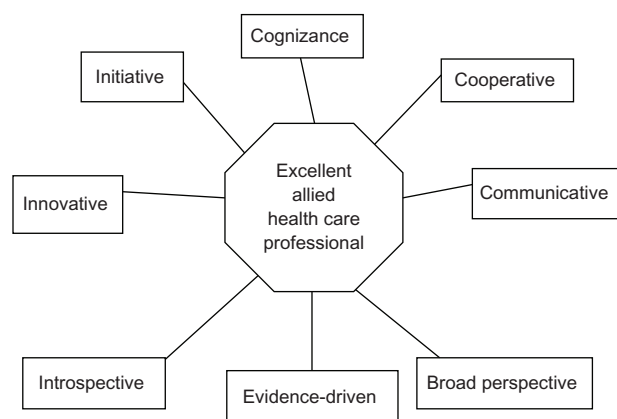 Cognizance
Initiative
Cooperative
Excellent
allied
health care
professional
Innovative
Communicative
Introspective
Evidence-driven
Broad perspective